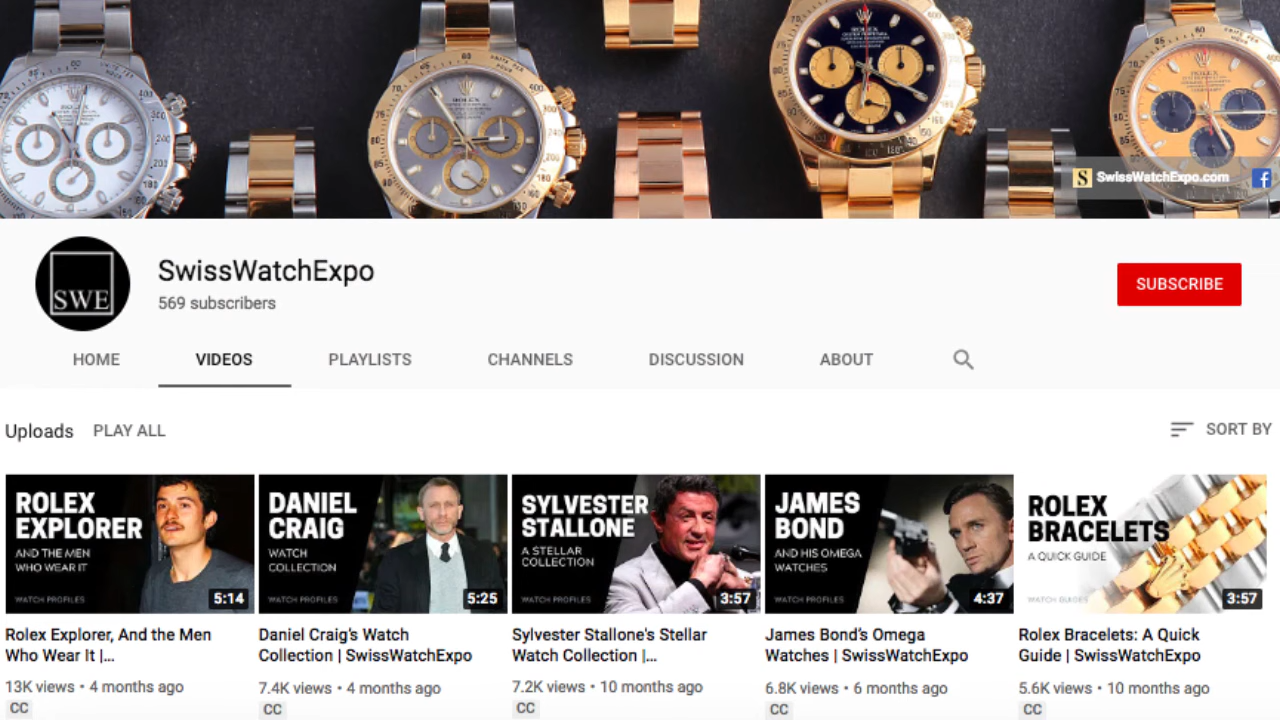 ROLEX
ROLEX
ROLEX
ROLEX
SwissWatchExpo.com
SWE
SwissWatchExpo
569 subscribers
SUBSCRIBE
HOME
VIDEOS
PLAYLISTS
CHANNELS
DISCUSSION
ABOUT
Uploads
PLAY ALL
SORT BY
ROLEX
EXPLORER
AND THE MEN
WHO WEAR IT
WATCH PROFILES
5:14
DANIEL
CRAIG
WATCH
COLLECTION
WATCH PROFILES
5:25
SYLVESTER
STALLONE
A STELLAR
COLLECTION
WATCH PROFILES
3:57
JAMES
BOND
AND HIS OMEGA
WATCHES
WATCH PROFILES
4:37
ROLEX
BRACELETS
A QUICK GUIDE
WATCH GUIDES
3:57
Rolex Explorer, And the Men
Who Wear It |...
13K views • 4 months ago
CC
Daniel Craig's Watch
Collection | SwissWatchExpo
7.4K views • 4 months ago
CC
Sylvester Stallone's Stellar
Watch Collection |...
7.2K views • 10 months ago
CC
James Bond's Omega
Watches | SwissWatchExpo
6.8K views • 6 months ago
CC
Rolex Bracelets: A Quick
Guide | SwissWatchExpo
5.6K views • 10 months ago
CC